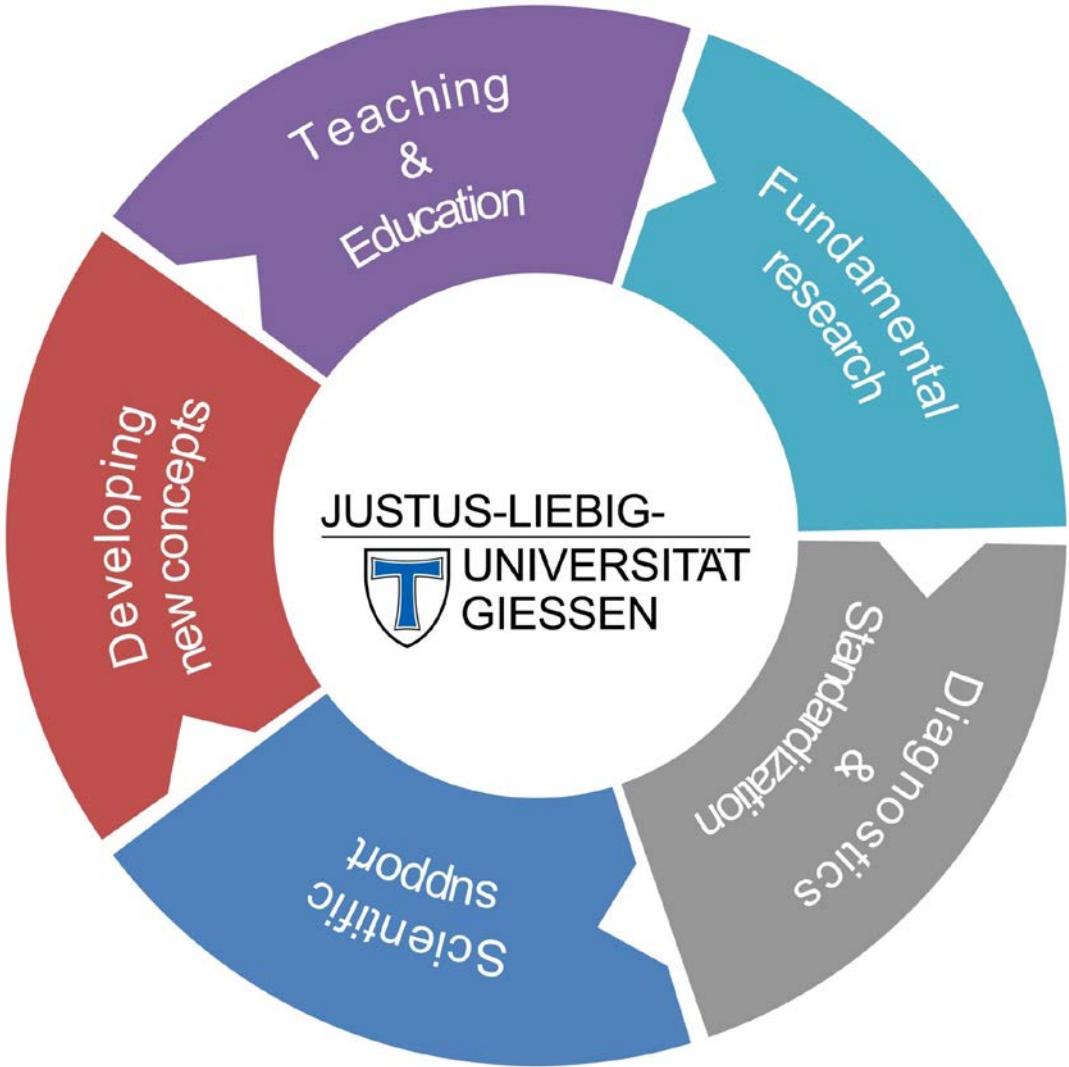 Teaching
&
Education
Fundamental
research
Diagnostics
&
Standardization
Scientific
support
Developing
new concepts
JUSTUS-LIEBIG-
UNIVERSITÄT
GIESSEN